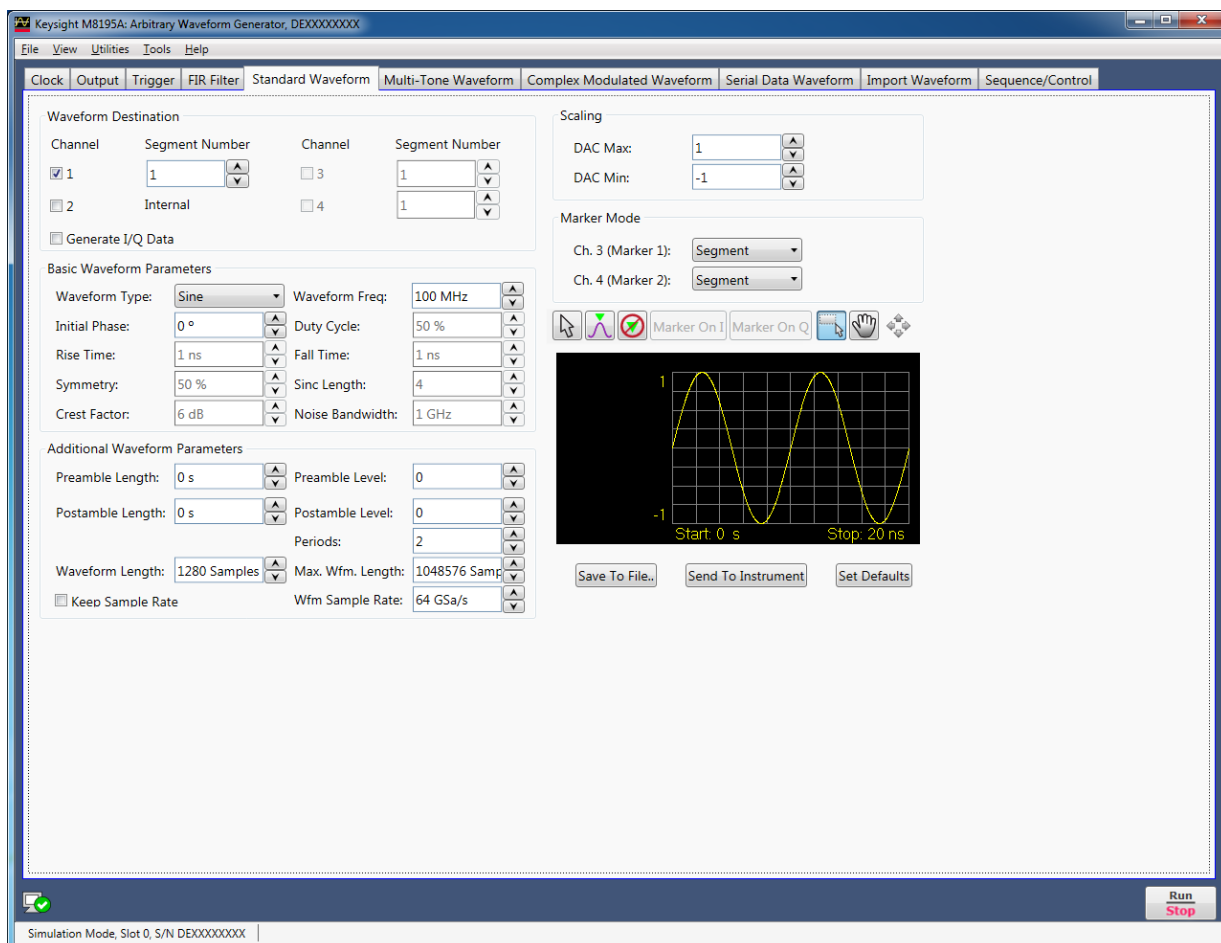 Keysight M8195A: Arbitrary Waveform Generator, DEXXXXXXXX
File View Utilities Tools Help
Clock Output Trigger FIR Filter Standard Waveform Multi-Tone Waveform Complex Modulated Waveform Serial Data Waveform Import Waveform Sequence/Control
Waveform Destination
Channel Segment Number Channel Segment Number
1 1 3 1
2 Internal 4 1
Generate I/Q Data
Basic Waveform Parameters
Waveform Type: Sine Waveform Freq: 100 MHz
Initial Phase: 0 ° Duty Cycle: 50 %
Rise Time: 1 ns Fall Time: 1 ns
Symmetry: 50 % Sinc Length: 4
Crest Factor: 6 dB Noise Bandwidth: 1 GHz
Additional Waveform Parameters
Preamble Length: 0 s Preamble Level: 0
Postamble Length: 0 s Postamble Level: 0
Periods: 2
Waveform Length: 1280 Samples Max. Wfm. Length: 1048576 Samp
Keep Sample Rate Wfm Sample Rate: 64 GSa/s
Scaling
DAC Max: 1
DAC Min: -1
Marker Mode
Ch. 3 (Marker 1): Segment
Ch. 4 (Marker 2): Segment
Marker On I Marker On Q
1
-1
Start: 0 s Stop: 20 ns
Save To File.. Send To Instrument Set Defaults
Run
Stop
Simulation Mode, Slot 0, S/N DEXXXXXXXX